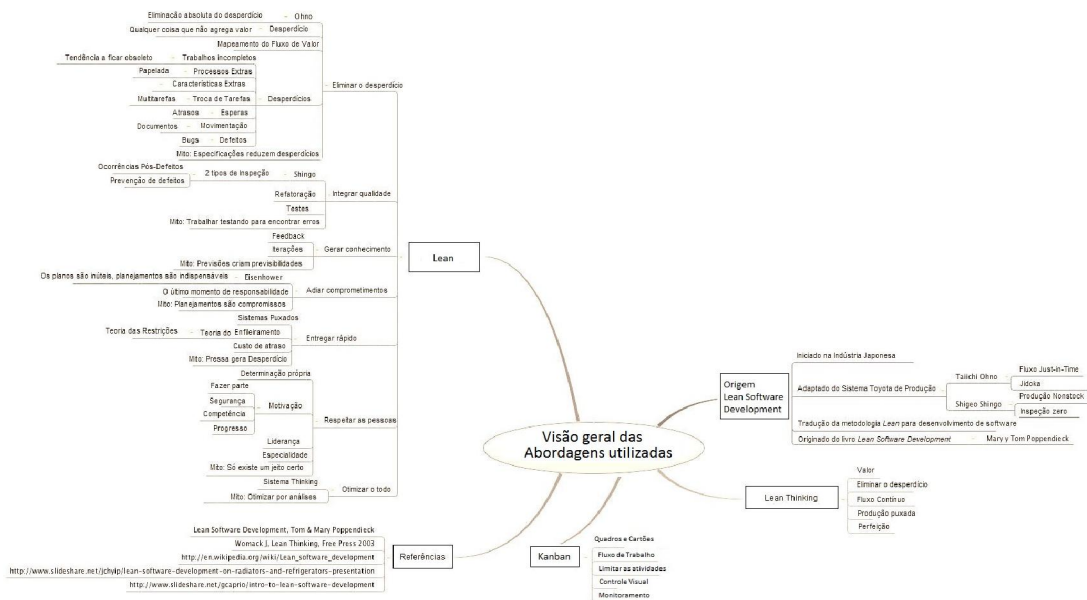 Visão geral das
Abordagens utilizadas
Lean
Eliminar o desperdício
Ohno
Eliminação absoluta do desperdício
Desperdício
Qualquer coisa que não agrega valor
Mapeamento do Fluxo de Valor
Desperdícios
Trabalhos incompletos
Tendência a ficar obsoleto
Processos Extras
Papelada
Características Extras
Troca de Tarefas
Multitarefas
Esperas
Atrasos
Movimentação
Documentos
Defeitos
Bugs
Mito: Especificações reduzem desperdícios
Integrar qualidade
Shingo
2 tipos de Inspeção
Ocorrências Pós-Defeitos
Prevenção de defeitos
Refatoração
Testes
Mito: Trabalhar testando para encontrar erros
Gerar conhecimento
Feedback
Iterações
Mito: Previsões criam previsibilidades
Adiar comprometimentos
Eisenhower
Os planos são inúteis, planejamentos são indispensáveis
O último momento de responsabilidade
Mito: Planejamentos são compromissos
Entregar rápido
Sistemas Puxados
Teoria do Enfileiramento
Teoria das Restrições
Custo de atraso
Mito: Pressa gera Desperdício
Respeitar as pessoas
Determinação própria
Motivação
Fazer parte
Segurança
Competência
Progresso
Liderança
Especialidade
Mito: Só existe um jeito certo
Otimizar o todo
Sistema Thinking
Mito: Otimizar por análises
Origem
Lean Software
Development
Iniciado na Indústria Japonesa
Adaptado do Sistema Toyota de Produção
Taiichi Ohno
Fluxo Just-in-Time
Jidoka
Shigeo Shingo
Produção Nonstock
Inspeção zero
Tradução da metodologia Lean para desenvolvimento de software
Originado do livro Lean Software Development
Mary y Tom Poppendieck
Lean Thinking
Valor
Eliminar o desperdício
Fluxo Contínuo
Produção puxada
Perfeição
Kanban
Quadros e Cartões
Fluxo de Trabalho
Limitar as atividades
Controle Visual
Monitoramento
Referências
Lean Software Development, Tom & Mary Poppendieck
Womack J, Lean Thinking, Free Press 2003
http://en.wikipedia.org/wiki/Lean_software_development
http://www.slideshare.net/jchyip/lean-software-development-on-radiators-and-refrigerators-presentation
http://www.slideshare.net/gcaprio/intro-to-lean-software-development